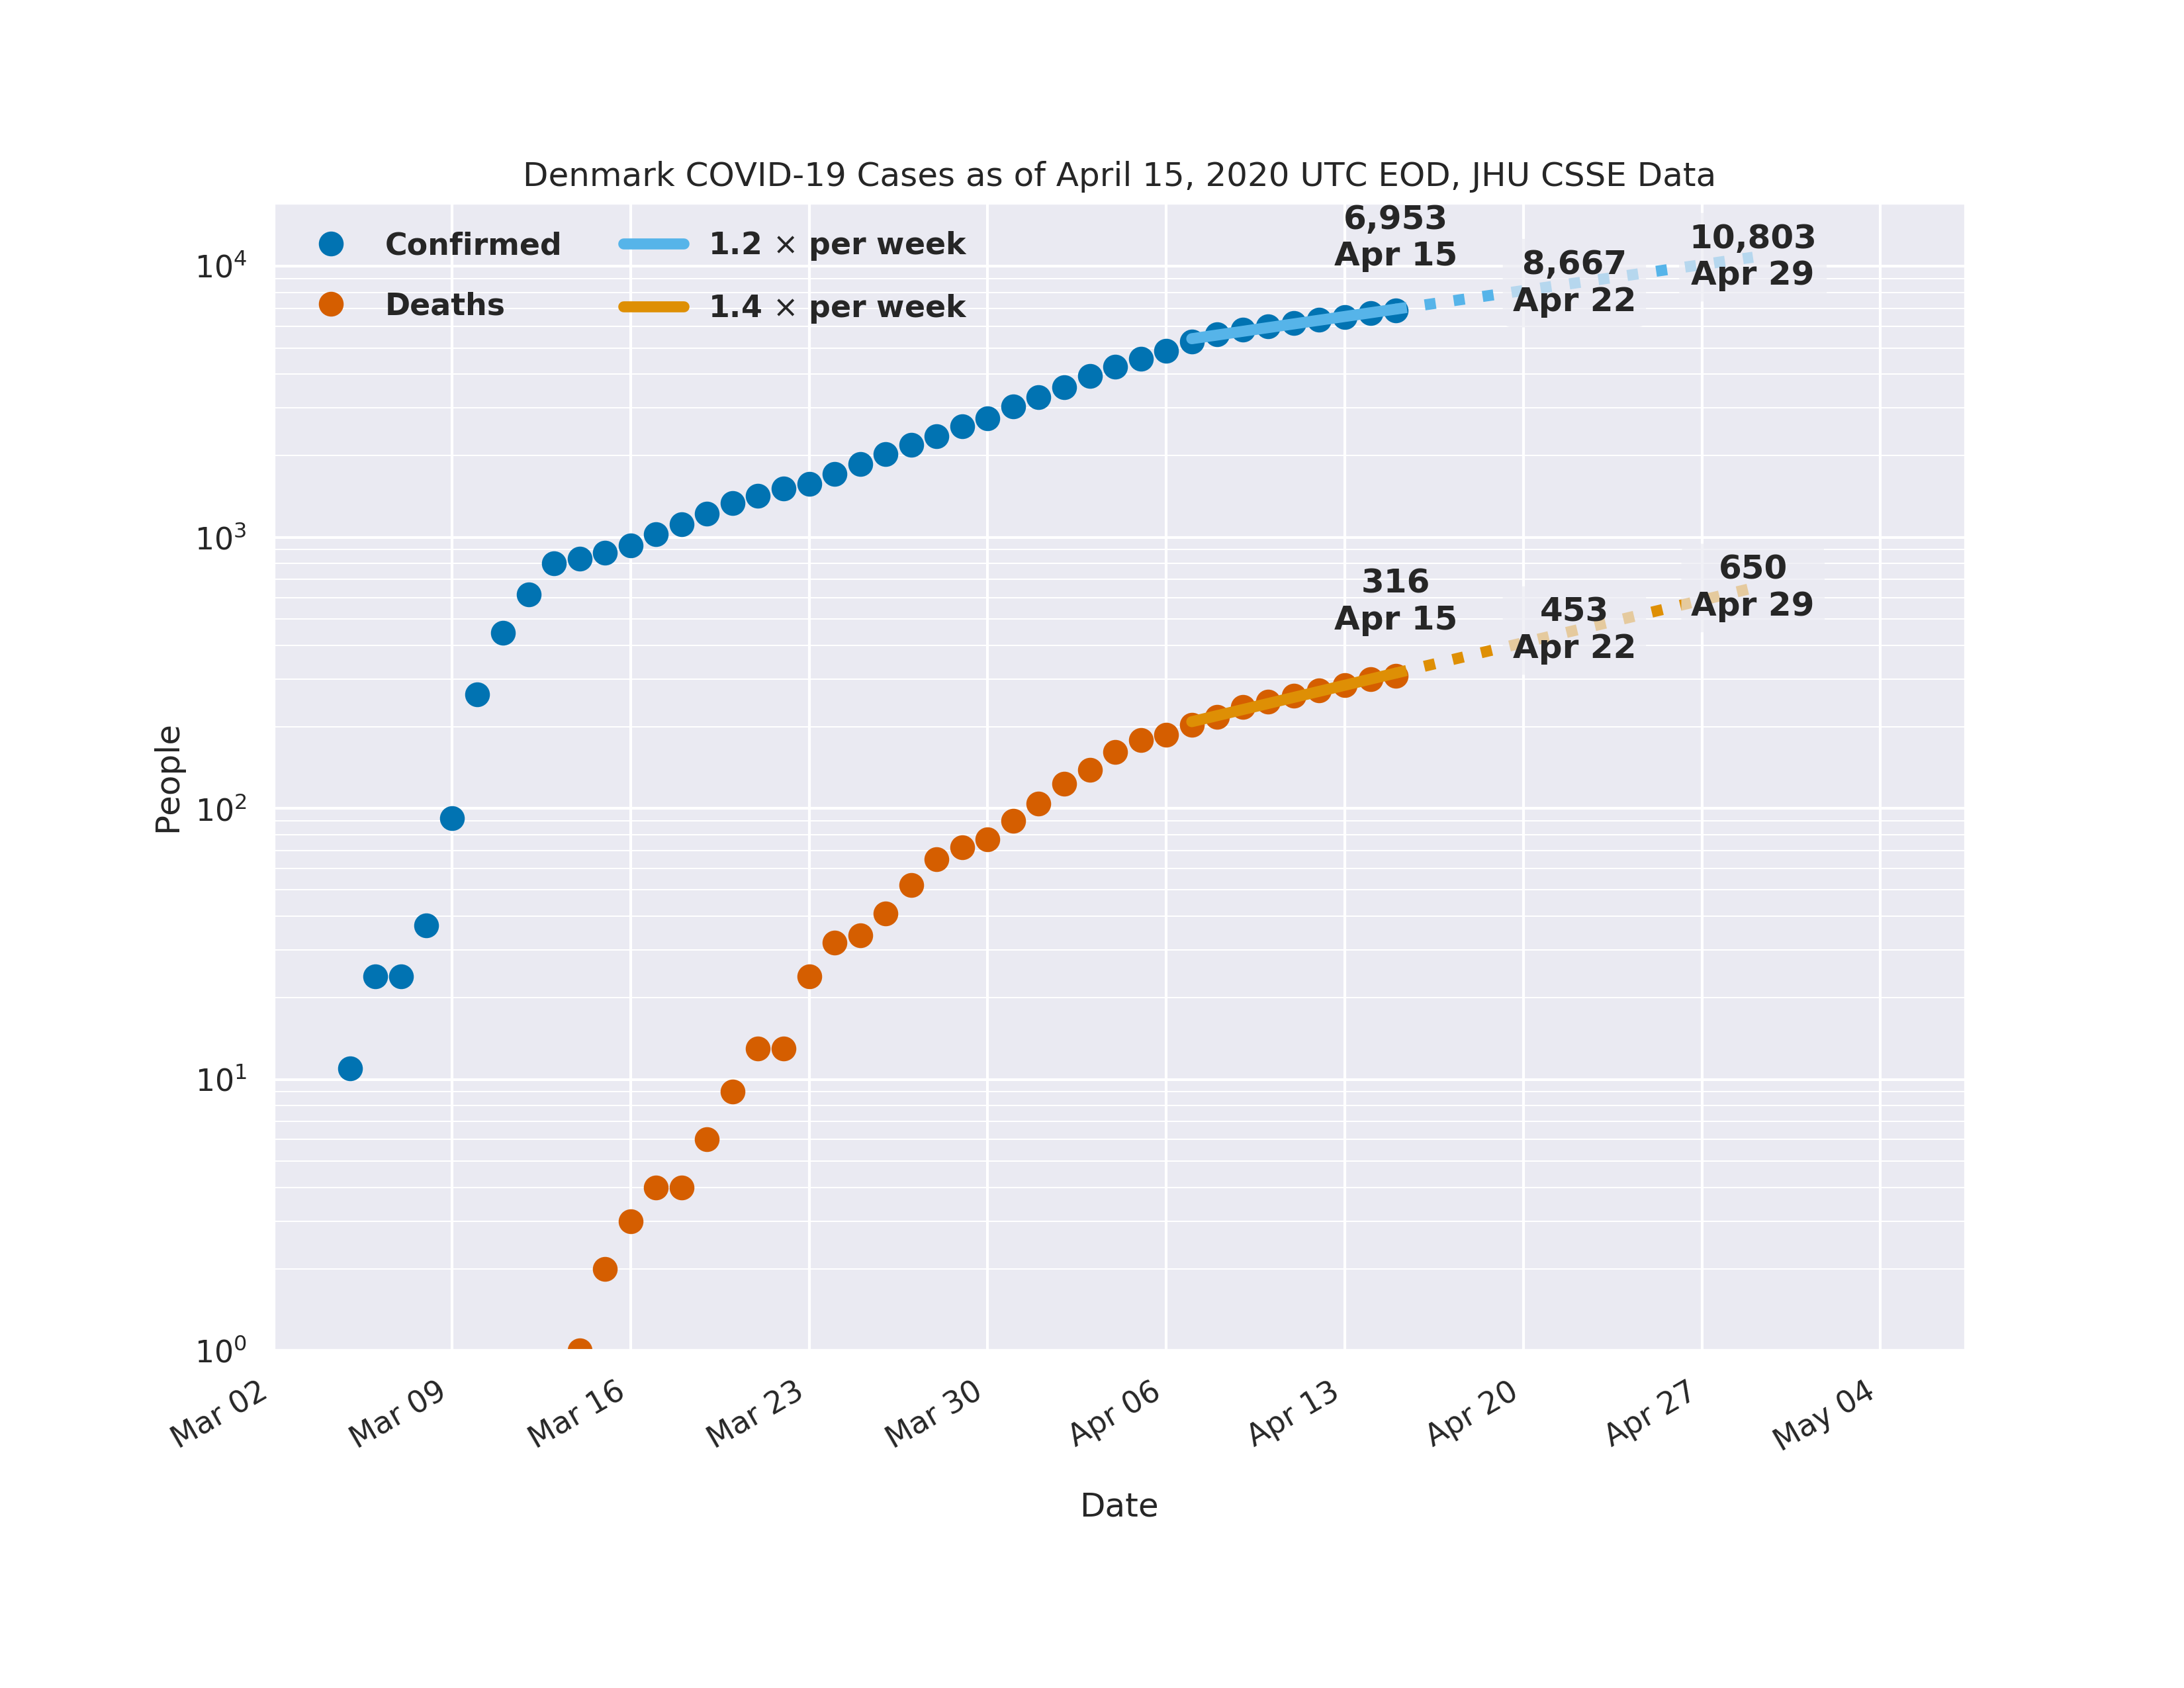 Denmark COVID-19 Cases as of April 15, 2020 UTC EOD, JHU CSSE Data
Confirmed
Deaths
1.2 × per week
1.4 × per week
6,953
Apr 15
8,667
Apr 22
10,803
Apr 29
316
Apr 15
453
Apr 22
650
Apr 29
People
10⁴
10³
10²
10¹
10⁰
Mar 02
Mar 09
Mar 16
Mar 23
Mar 30
Apr 06
Apr 13
Apr 20
Apr 27
May 04
Date